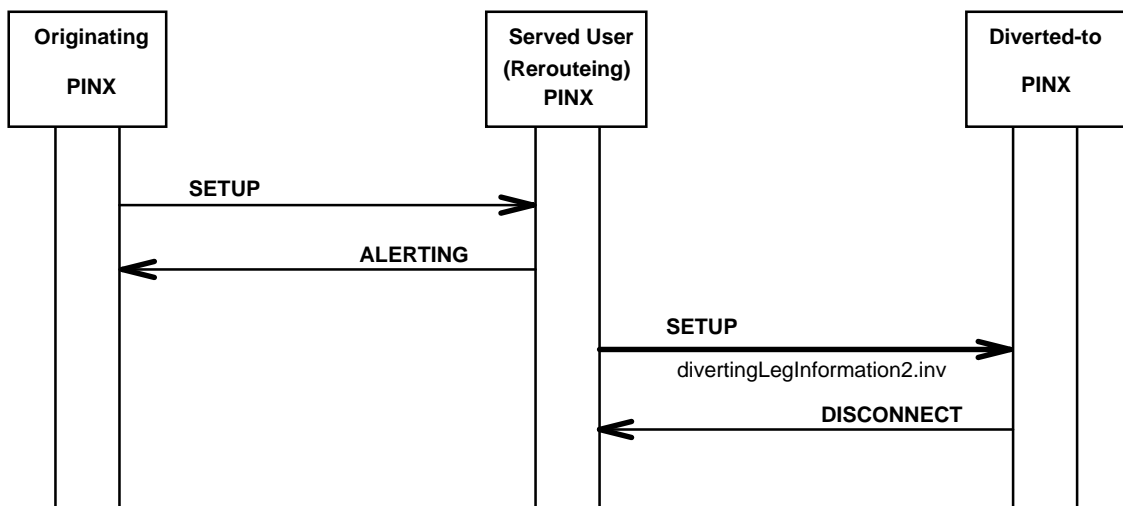 Originating
PINX
Served User
(Rerouteing)
PINX
Diverted-to
PINX
SETUP
ALERTING
SETUP
divertingLegInformation2.inv
DISCONNECT